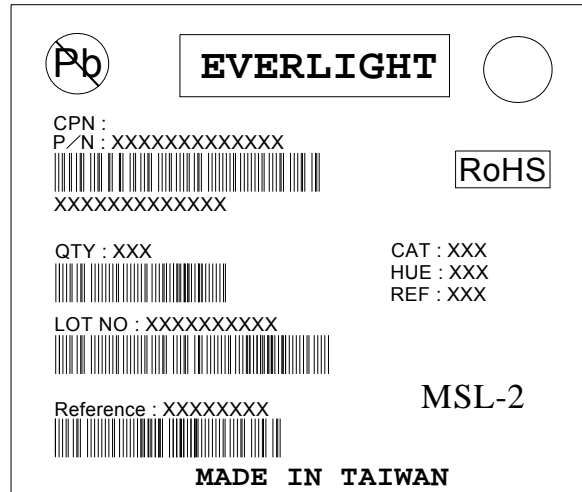 Pb
EVERLIGHT
CPN :
P/N : XXXXXXXXXXXXX
RoHS
XXXXXXXXXXXXX
QTY : XXX
CAT : XXX
HUE : XXX
REF : XXX
LOT NO : XXXXXXXXXX
MSL-2
Reference : XXXXXXXX
MADE IN TAIWAN